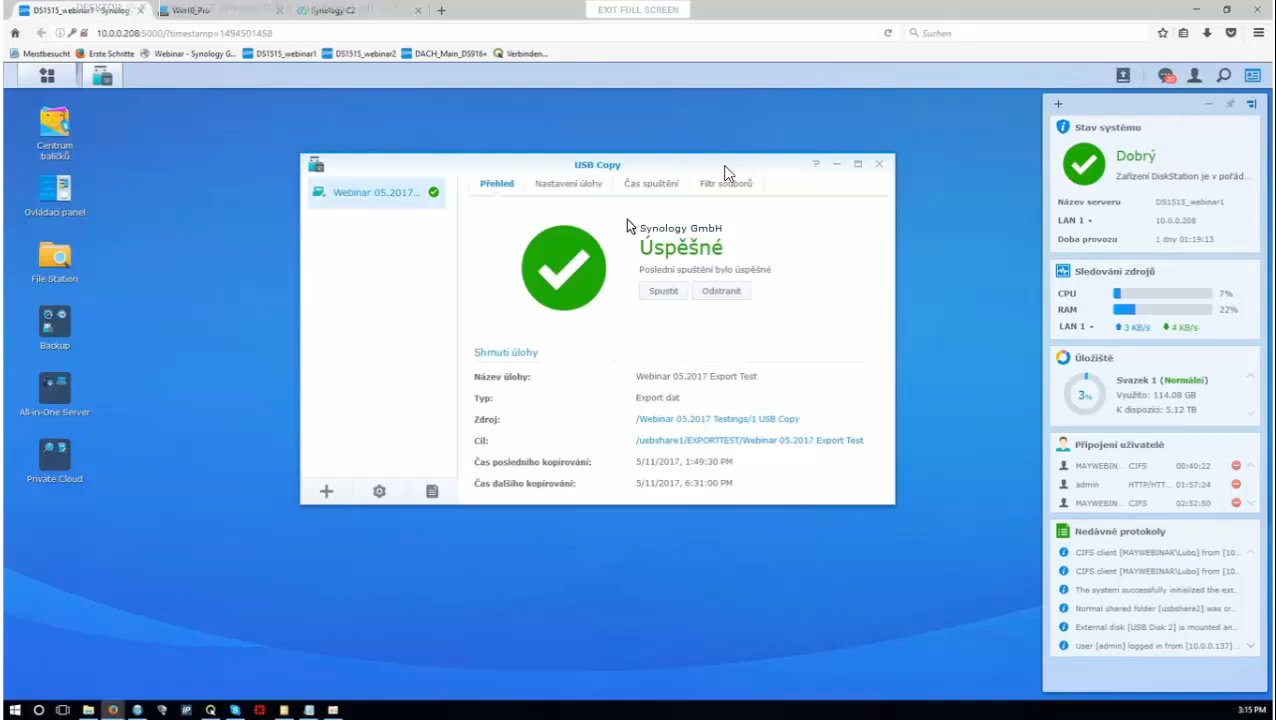 EXIT FULL SCREEN
DS1515_webinar1 - Synolog
Win10_Pro
Synology C2
10.0.0.208:5000/?timestamp=1494501458
Suchen
Meistbesucht
Erste Schritte
Webinar - Synology G...
DS1515_webinar1
DS1515_webinar2
DACH_Main_DS916+
Verbinden...
Centrum
balíčků
Ovládací panel
File Station
Backup
All-in-One Server
Private Cloud
USB Copy
Webinar 05.2017...
Přehled
Nastavení úlohy
Čas spuštění
Filtr souborů
Synology GmbH
Úspěšné
Poslední spuštění bylo úspěšné
Spustit
Odstranit
Shrnutí úlohy
Název úlohy: Webinar 05.2017 Export Test
Typ: Export dat
Zdroj: /Webinar 05.2017 Testings/1 USB Copy
Cíl: /usbshare1/EXPORTTEST/Webinar 05.2017 Export Test
Čas posledního kopírování: 5/11/2017, 1:49:30 PM
Čas dalšího kopírování: 5/11/2017, 6:31:00 PM
Stav systému
Dobrý
Zařízení DiskStation je v pořád...
Název serveru DS1515_webinar1
LAN 1 10.0.0.208
Doba provozu 1 dny 01:19:13
Sledování zdrojů
CPU 7%
RAM 22%
LAN 1 3 KB/s 4 KB/s
Úložiště
3%
Svazek 1 (Normální)
Využito: 114.08 GB
K dispozici: 5.12 TB
Připojení uživatelé
MAYWEBIN... CIFS 00:40:22
admin HTTP/HTT... 01:57:24
MAYWEBIN... CIFS 02:52:50
Nedávné protokoly
CIFS client [MAYWEBINAR\Lubo] from [10...
CIFS client [MAYWEBINAR\Lubo] from [10...
The system successfully initialized the ext...
Normal shared folder [usbshare2] was cr...
External disk [USB Disk 2] is mounted an...
User [admin] logged in from [10.0.0.137] ...
3:15 PM